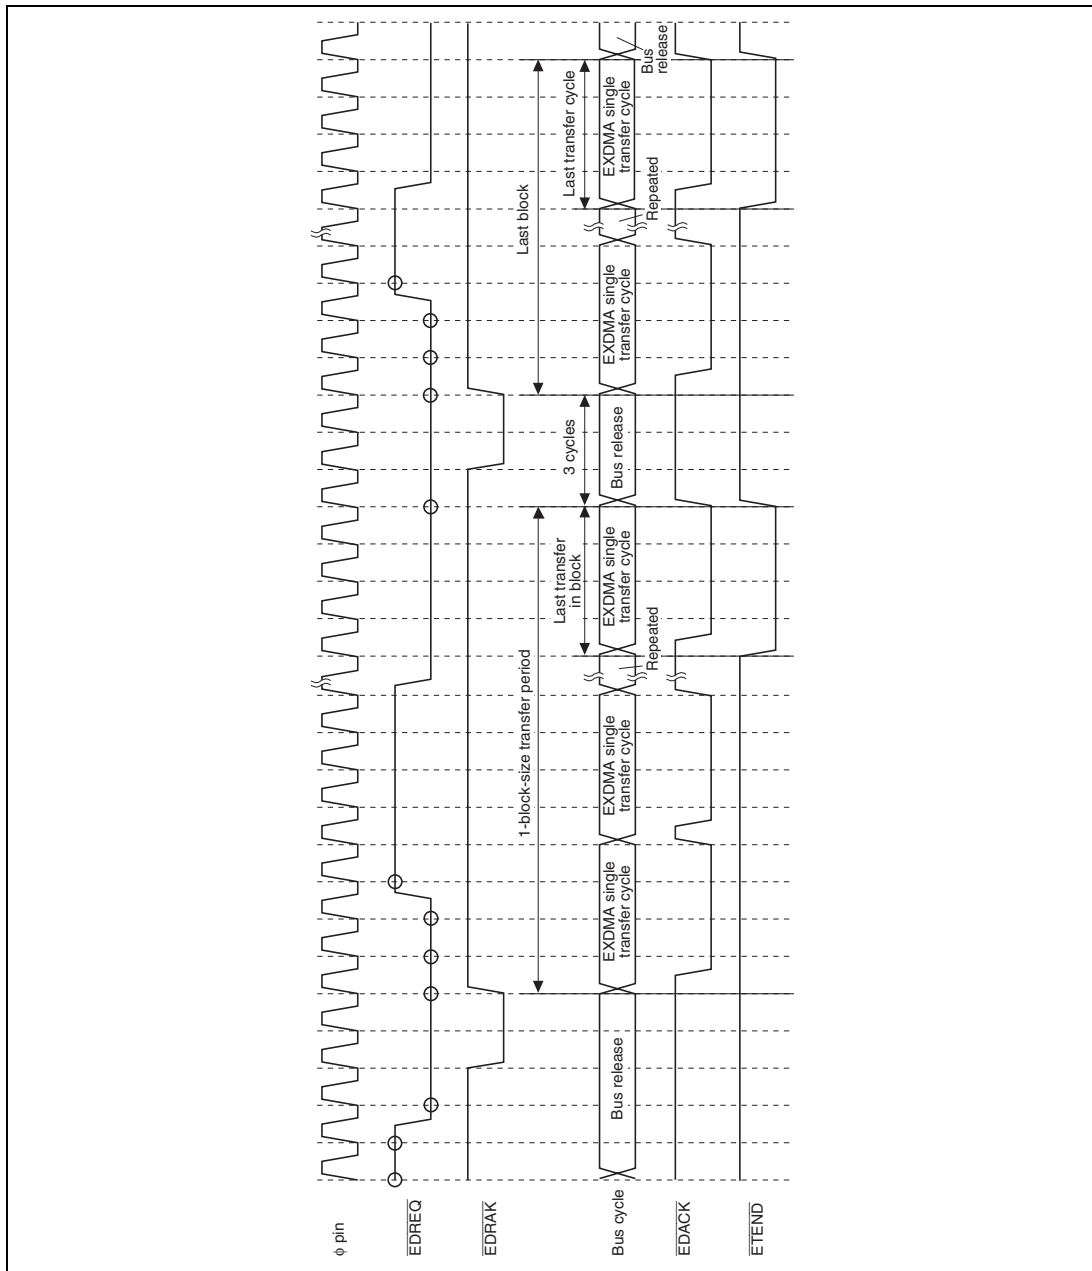 φ pin
EDREQ
EDRAK
1-block-size transfer period
Last transfer
in block
3 cycles
Last block
Last transfer cycle
Bus cycle
Bus release
EXDMA single
transfer cycle
EXDMA single
transfer cycle
Repeated
EXDMA single
transfer cycle
Bus release
EXDMA single
transfer cycle
Repeated
EXDMA single
transfer cycle
Bus
release
EDACK
ETEND